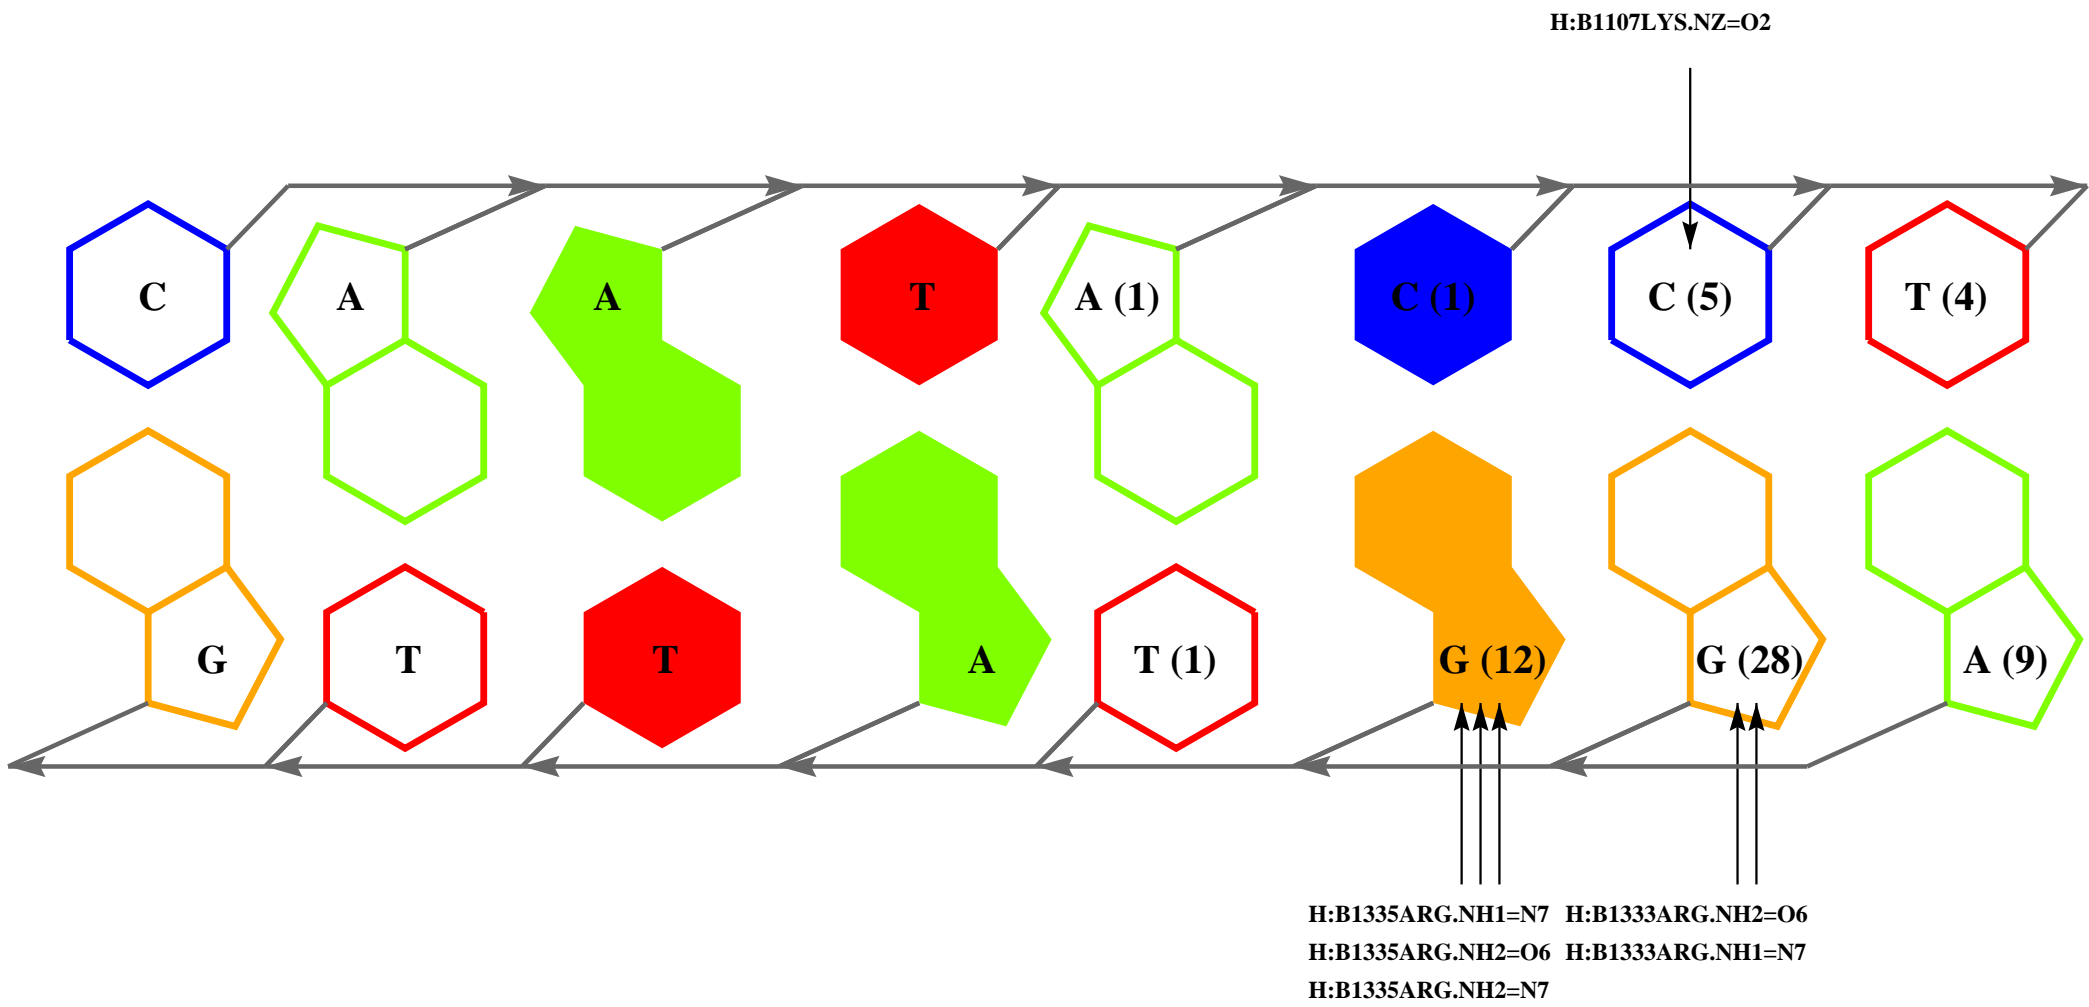 H:B1107LYS.NZ=O2
C A A T A (1) C (1) C (5) T (4)
G T T A T (1) G (12) G (28) A (9)
H:B1335ARG.NH1=N7 H:B1333ARG.NH2=O6
H:B1335ARG.NH2=O6 H:B1333ARG.NH1=N7
H:B1335ARG.NH2=N7